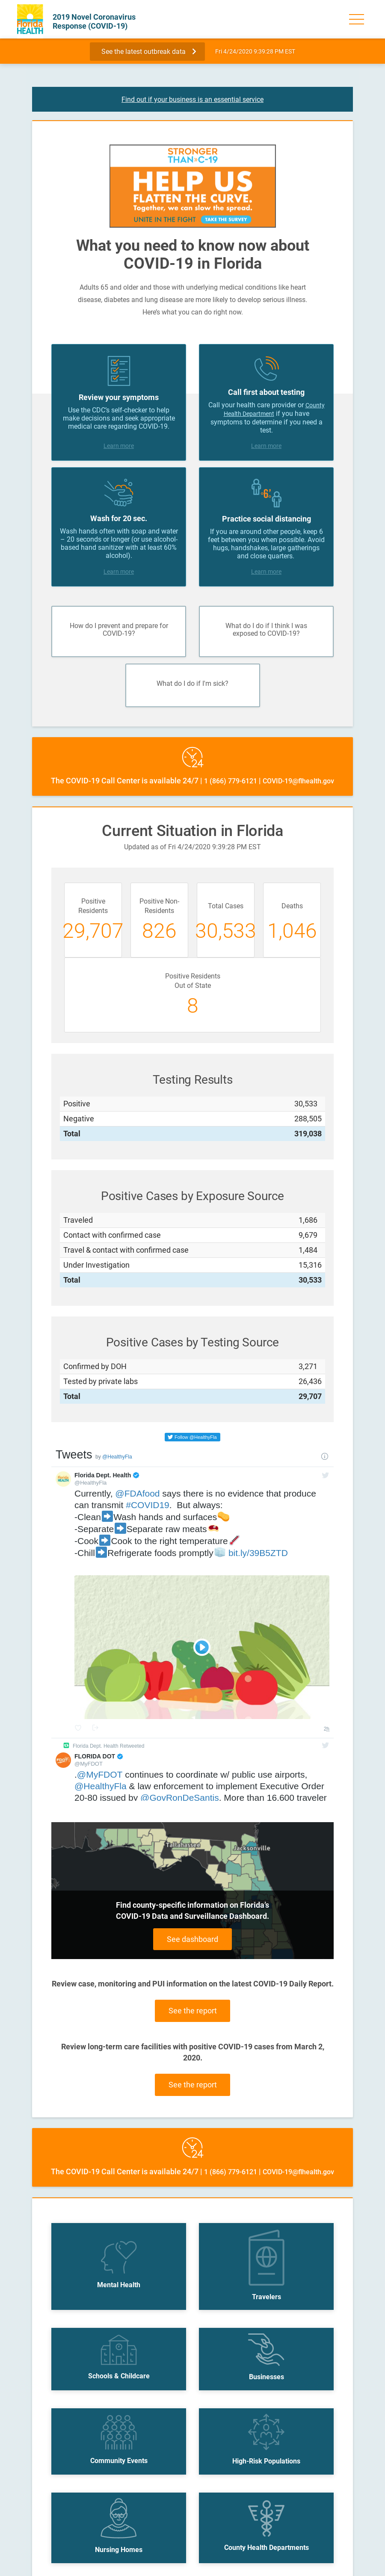 Florida
HEALTH
2019 Novel Coronavirus
Response (COVID-19)
See the latest outbreak data
Fri 4/24/2020 9:39:28 PM EST
Find out if your business is an essential service
STRONGER
THAN C-19
HELP US
FLATTEN THE CURVE.
Together, we can slow the spread.
UNITE IN THE FIGHT TAKE THE SURVEY
What you need to know now about
COVID-19 in Florida
Adults 65 and older and those with underlying medical conditions like heart
disease, diabetes and lung disease are more likely to develop serious illness.
Here's what you can do right now.
Review your symptoms
Use the CDC's self-checker to help
make decisions and seek appropriate
medical care regarding COVID-19.
Learn more
Call first about testing
Call your health care provider or County
Health Department if you have
symptoms to determine if you need a
test.
Learn more
Wash for 20 sec.
Wash hands often with soap and water
– 20 seconds or longer (or use alcohol-
based hand sanitizer with at least 60%
alcohol).
Learn more
6'
Practice social distancing
If you are around other people, keep 6
feet between you when possible. Avoid
hugs, handshakes, large gatherings
and close quarters.
Learn more
How do I prevent and prepare for
COVID-19?
What do I do if I think I was
exposed to COVID-19?
What do I do if I'm sick?
24
The COVID-19 Call Center is available 24/7 | 1 (866) 779-6121 | COVID-19@flhealth.gov
Current Situation in Florida
Updated as of Fri 4/24/2020 9:39:28 PM EST
Positive
Residents
29,707
Positive Non-
Residents
826
Total Cases
30,533
Deaths
1,046
Positive Residents
Out of State
8
Testing Results
Positive 30,533
Negative 288,505
Total 319,038
Positive Cases by Exposure Source
Traveled 1,686
Contact with confirmed case 9,679
Travel & contact with confirmed case 1,484
Under Investigation 15,316
Total 30,533
Positive Cases by Testing Source
Confirmed by DOH 3,271
Tested by private labs 26,436
Total 29,707
Follow @HealthyFla
Tweets by @HealthyFla
Florida Dept. Health
@HealthyFla
Currently, @FDAfood says there is no evidence that produce
can transmit #COVID19. But always:
-Clean➡️Wash hands and surfaces
-Separate➡️Separate raw meats
-Cook➡️Cook to the right temperature
-Chill➡️Refrigerate foods promptly bit.ly/39B5ZTD
Florida Dept. Health Retweeted
FLORIDA DOT
@MyFDOT
.@MyFDOT continues to coordinate w/ public use airports,
@HealthyFla & law enforcement to implement Executive Order
20-80 issued by @GovRonDeSantis. More than 16,600 traveler
Tallahassee
Jacksonville
Find county-specific information on Florida's
COVID-19 Data and Surveillance Dashboard.
See dashboard
Review case, monitoring and PUI information on the latest COVID-19 Daily Report.
See the report
Review long-term care facilities with positive COVID-19 cases from March 2,
2020.
See the report
24
The COVID-19 Call Center is available 24/7 | 1 (866) 779-6121 | COVID-19@flhealth.gov
Mental Health
Travelers
Schools & Childcare
Businesses
Community Events
High-Risk Populations
Nursing Homes
County Health Departments